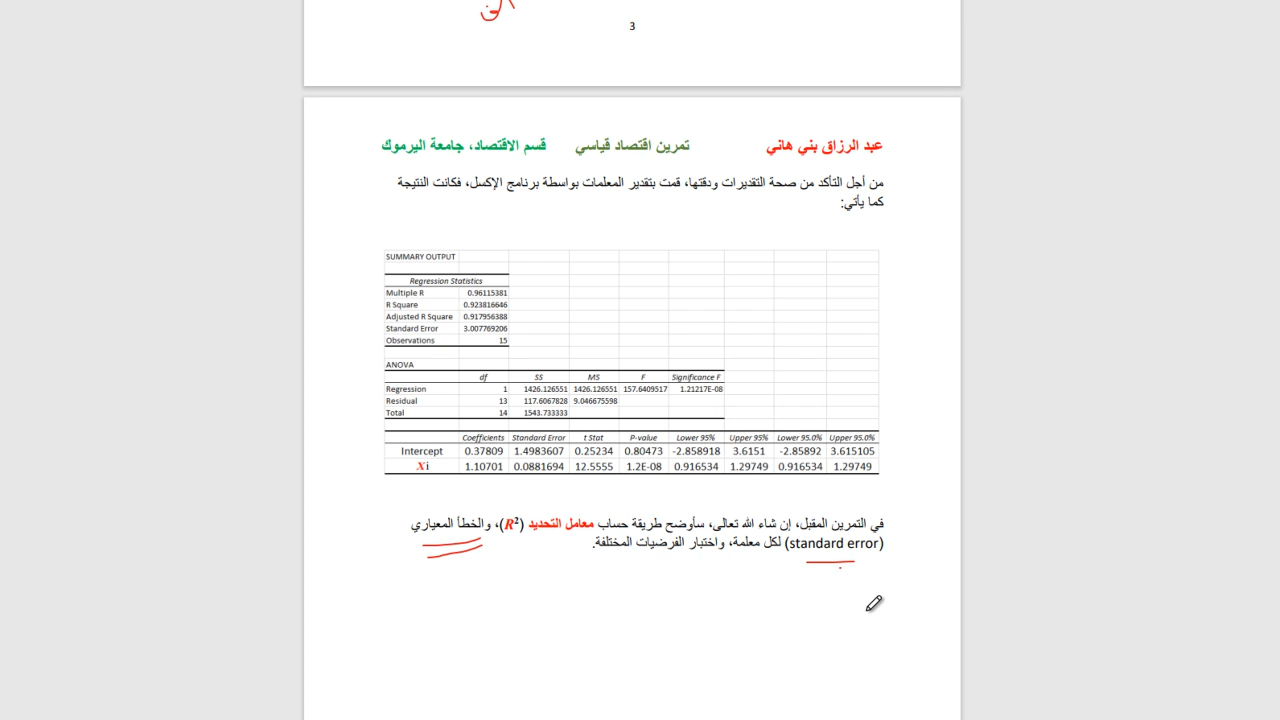 3
عبد الرزاق بني هاني تمرين اقتصاد قياسي قسم الاقتصاد، جامعة اليرموك
من أجل التأكد من صحة التقديرات ودقتها، قمت بتقدير المعلمات بواسطة برنامج الإكسل، فكانت النتيجة
كما يأتي:
SUMMARY OUTPUT
Regression Statistics
Multiple R 0.96115381
R Square 0.923816646
Adjusted R Square 0.917956388
Standard Error 3.007769206
Observations 15
ANOVA
df SS MS F Significance F
Regression 1 1426.126551 1426.126551 157.6409517 1.21217E-08
Residual 13 117.6067828 9.046675598
Total 14 1543.733333
Coefficients Standard Error t Stat P-value Lower 95% Upper 95% Lower 95.0% Upper 95.0%
Intercept 0.37809 1.4983607 0.25234 0.80473 -2.858918 3.6151 -2.85892 3.615105
Xi 1.10701 0.0881694 12.5555 1.2E-08 0.916534 1.29749 0.916534 1.29749
في التمرين المقبل، إن شاء الله تعالى، سأوضح طريقة حساب معامل التحديد (R²)، والخطأ المعياري
(standard error) لكل معلمة، واختبار الفرضيات المختلفة.